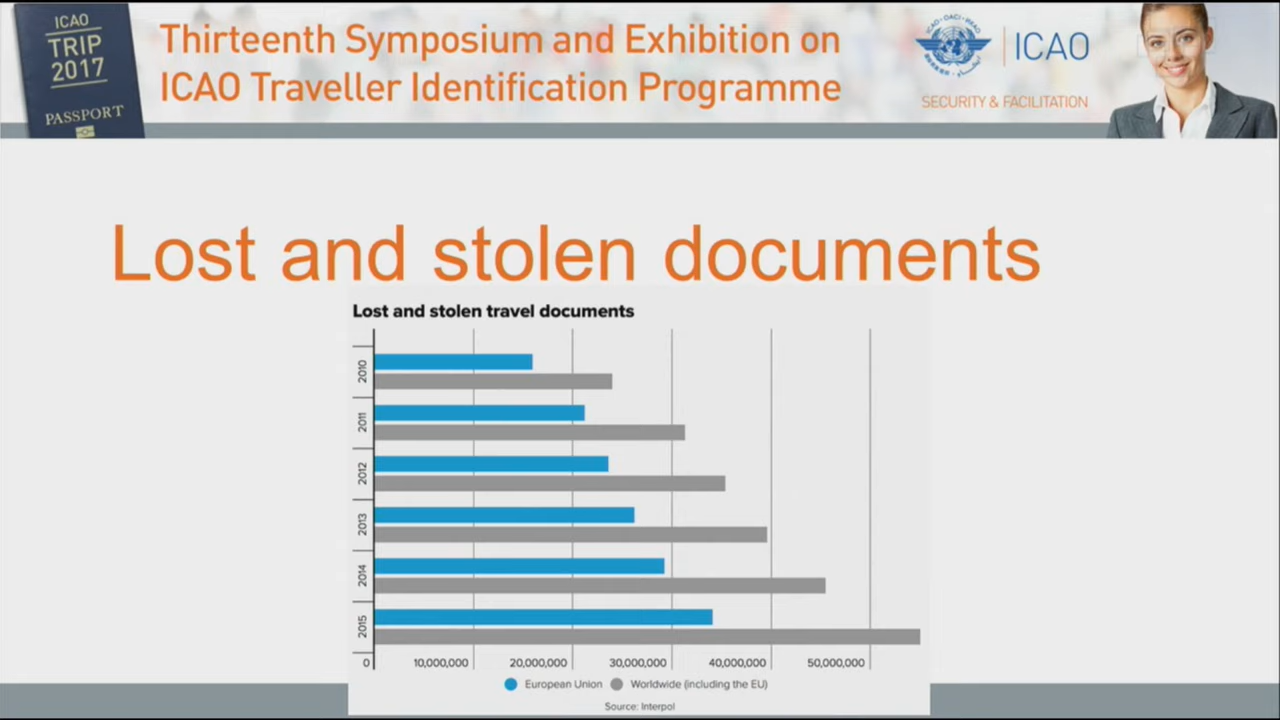 ICAO
TRIP
2017
PASSPORT
Thirteenth Symposium and Exhibition on
ICAO Traveller Identification Programme
ICAO
SECURITY & FACILITATION
Lost and stolen documents
Lost and stolen travel documents
2010
2011
2012
2013
2014
2015
0 10,000,000 20,000,000 30,000,000 40,000,000 50,000,000
European Union Worldwide (including the EU)
Source: Interpol